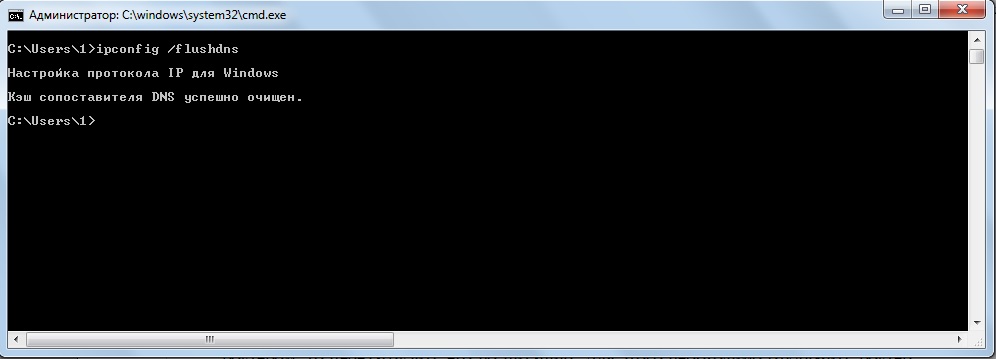 Администратор: C:\windows\system32\cmd.exe
C:\Users\1>ipconfig /flushdns
Настройка протокола IP для Windows
Кэш сопоставителя DNS успешно очищен.
C:\Users\1>